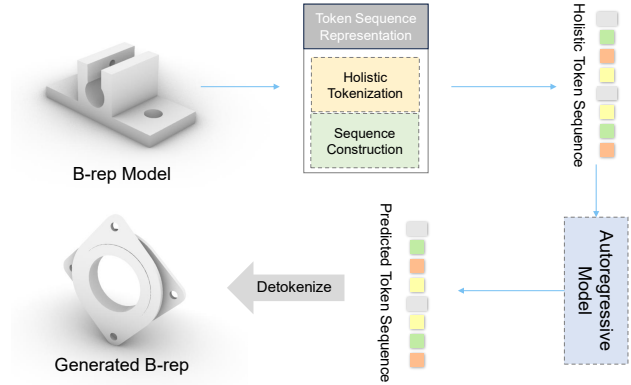 Token Sequence
Representation
Holistic
Tokenization
Sequence
Construction
B-rep Model
Holistic Token Sequence
Autoregressive
Model
Predicted Token Sequence
Detokenize
Generated B-rep